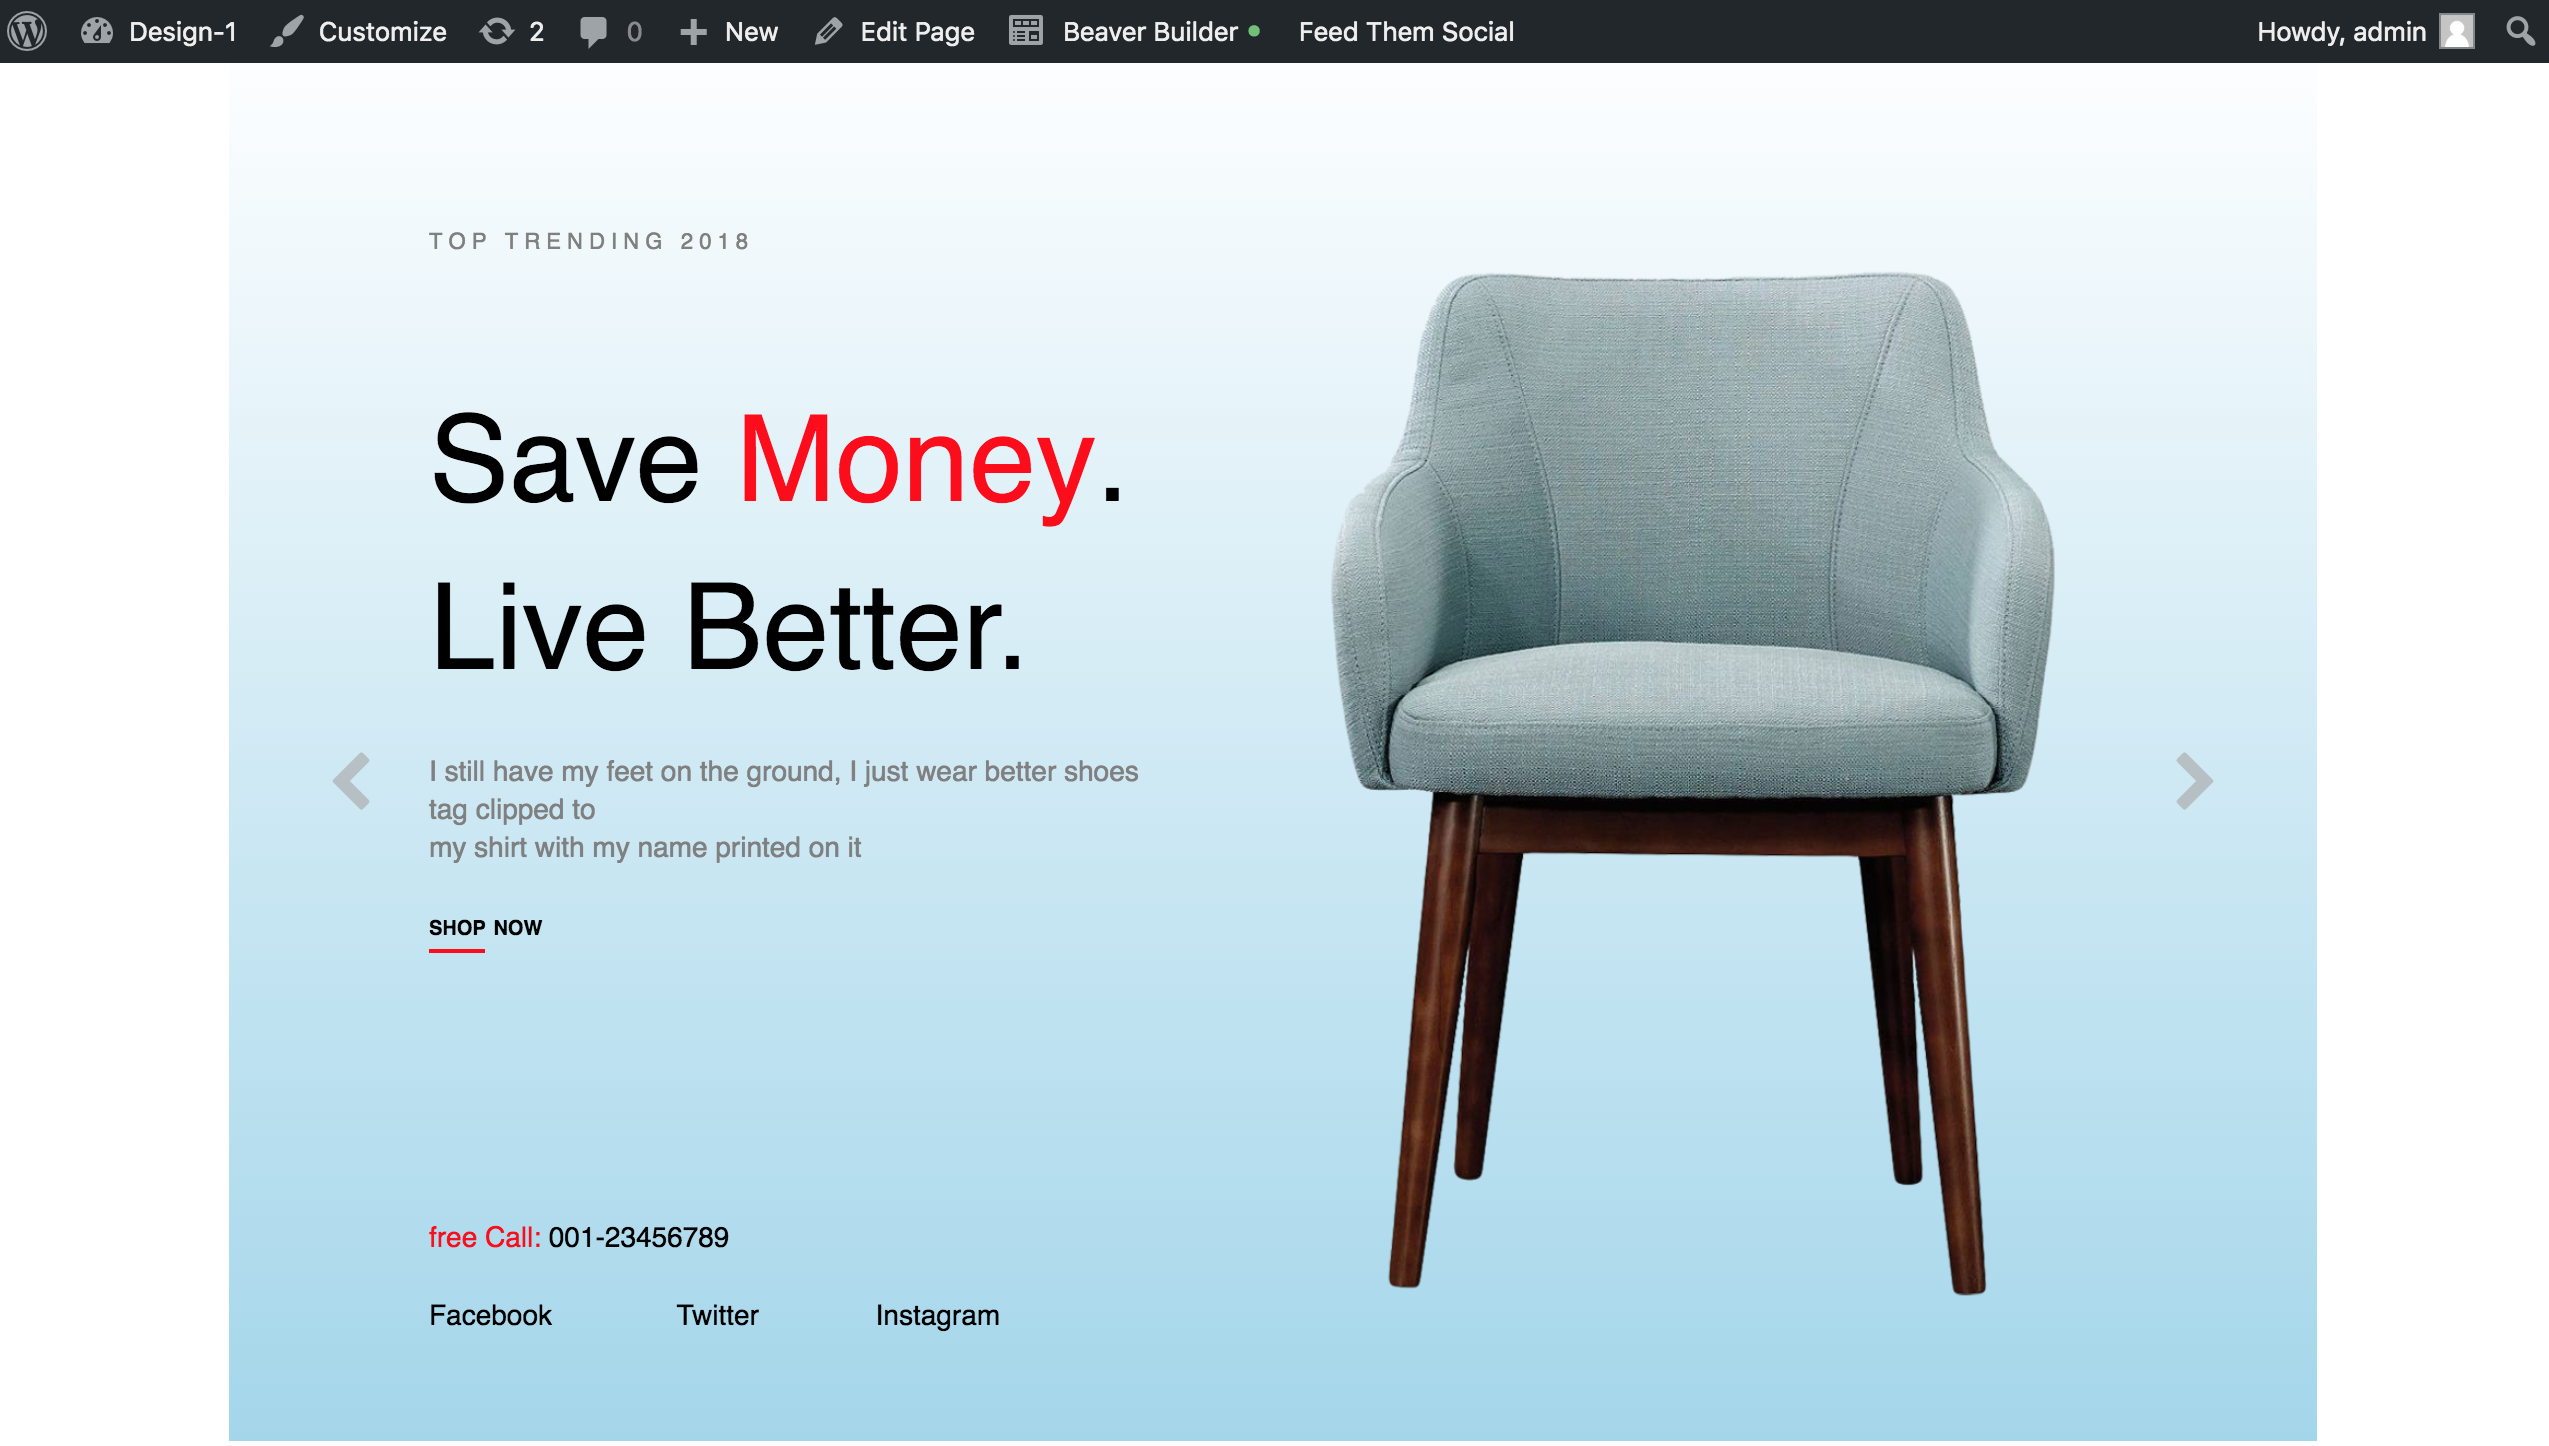 Design-1 Customize 2 0 New Edit Page Beaver Builder Feed Them Social Howdy, admin
TOP TRENDING 2018
Save Money.
Live Better.
I still have my feet on the ground, I just wear better shoes
tag clipped to
my shirt with my name printed on it
SHOP NOW
free Call: 001-23456789
Facebook Twitter Instagram